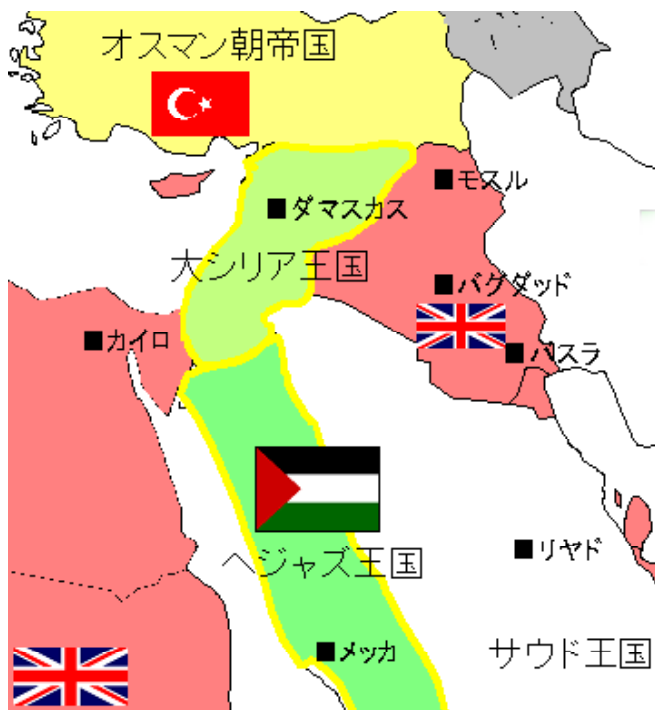 オスマン朝帝国
モスル
ダマスカス
大シリア王国
バグダッド
カイロ
バスラ
ヘジャズ王国
リヤド
メッカ
サウド王国